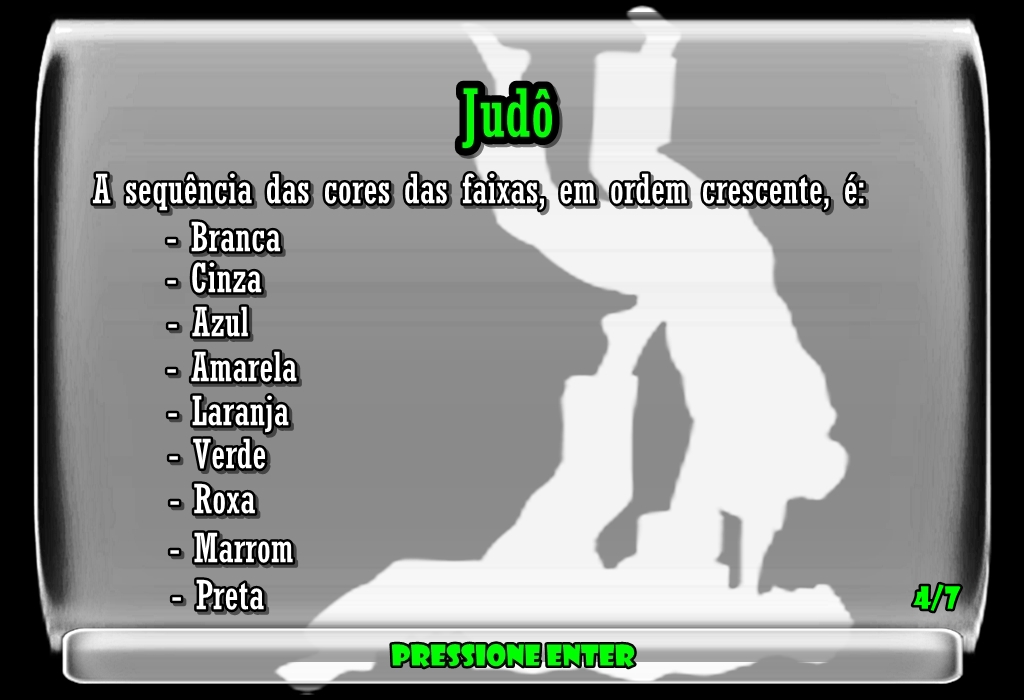 Judô
A sequência das cores das faixas, em ordem crescente, é:
- Branca
- Cinza
- Azul
- Amarela
- Laranja
- Verde
- Roxa
- Marrom
- Preta
4/7
PRESSIONE ENTER